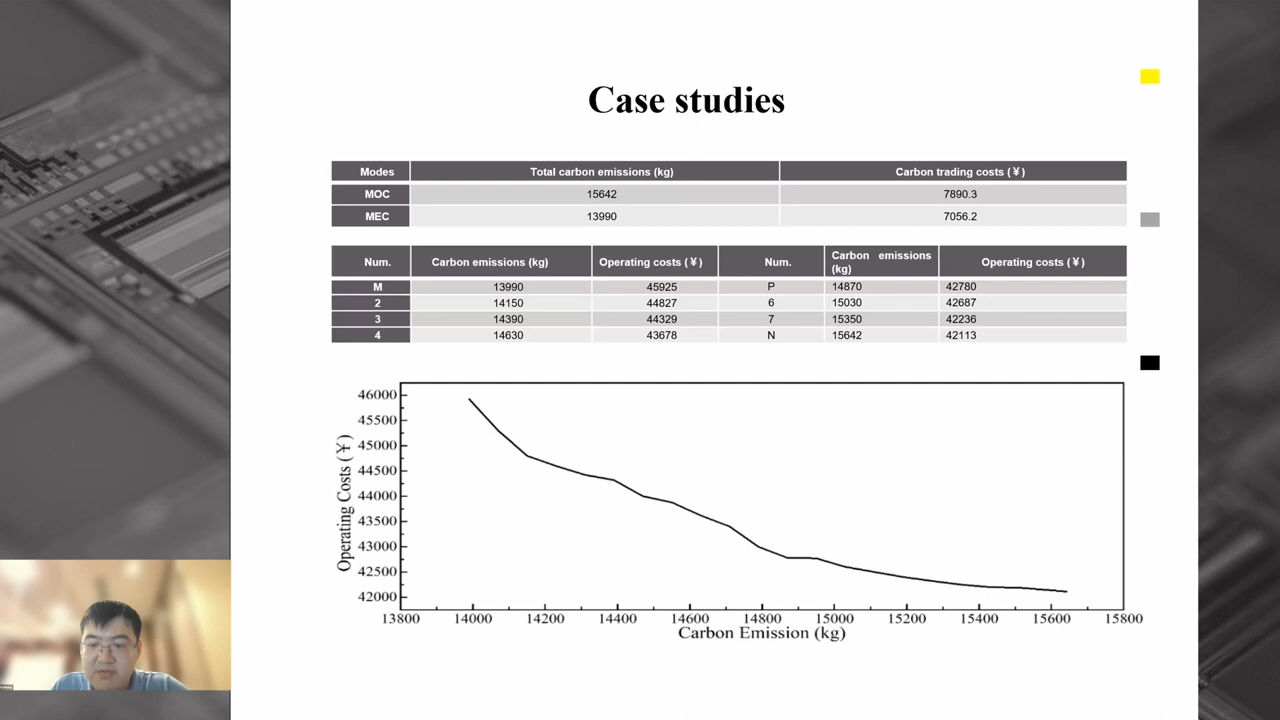 Case studies
Modes Total carbon emissions (kg) Carbon trading costs (¥)
MOC 15642 7890.3
MEC 13990 7056.2
Num. Carbon emissions (kg) Operating costs (¥) Num. Carbon emissions (kg) Operating costs (¥)
M 13990 45925 P 14870 42780
2 14150 44827 6 15030 42687
3 14390 44329 7 15350 42236
4 14630 43678 N 15642 42113
Operating Costs (¥)
46000
45500
45000
44500
44000
43500
43000
42500
42000
13800 14000 14200 14400 14600 14800 15000 15200 15400 15600 15800
Carbon Emission (kg)